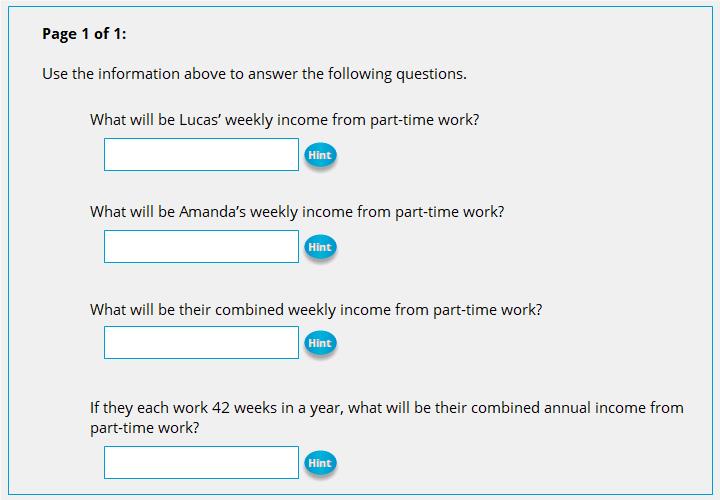 Page 1 of 1:
Use the information above to answer the following questions.
What will be Lucas’ weekly income from part-time work?
Hint
What will be Amanda’s weekly income from part-time work?
Hint
What will be their combined weekly income from part-time work?
Hint
If they each work 42 weeks in a year, what will be their combined annual income from
part-time work?
Hint